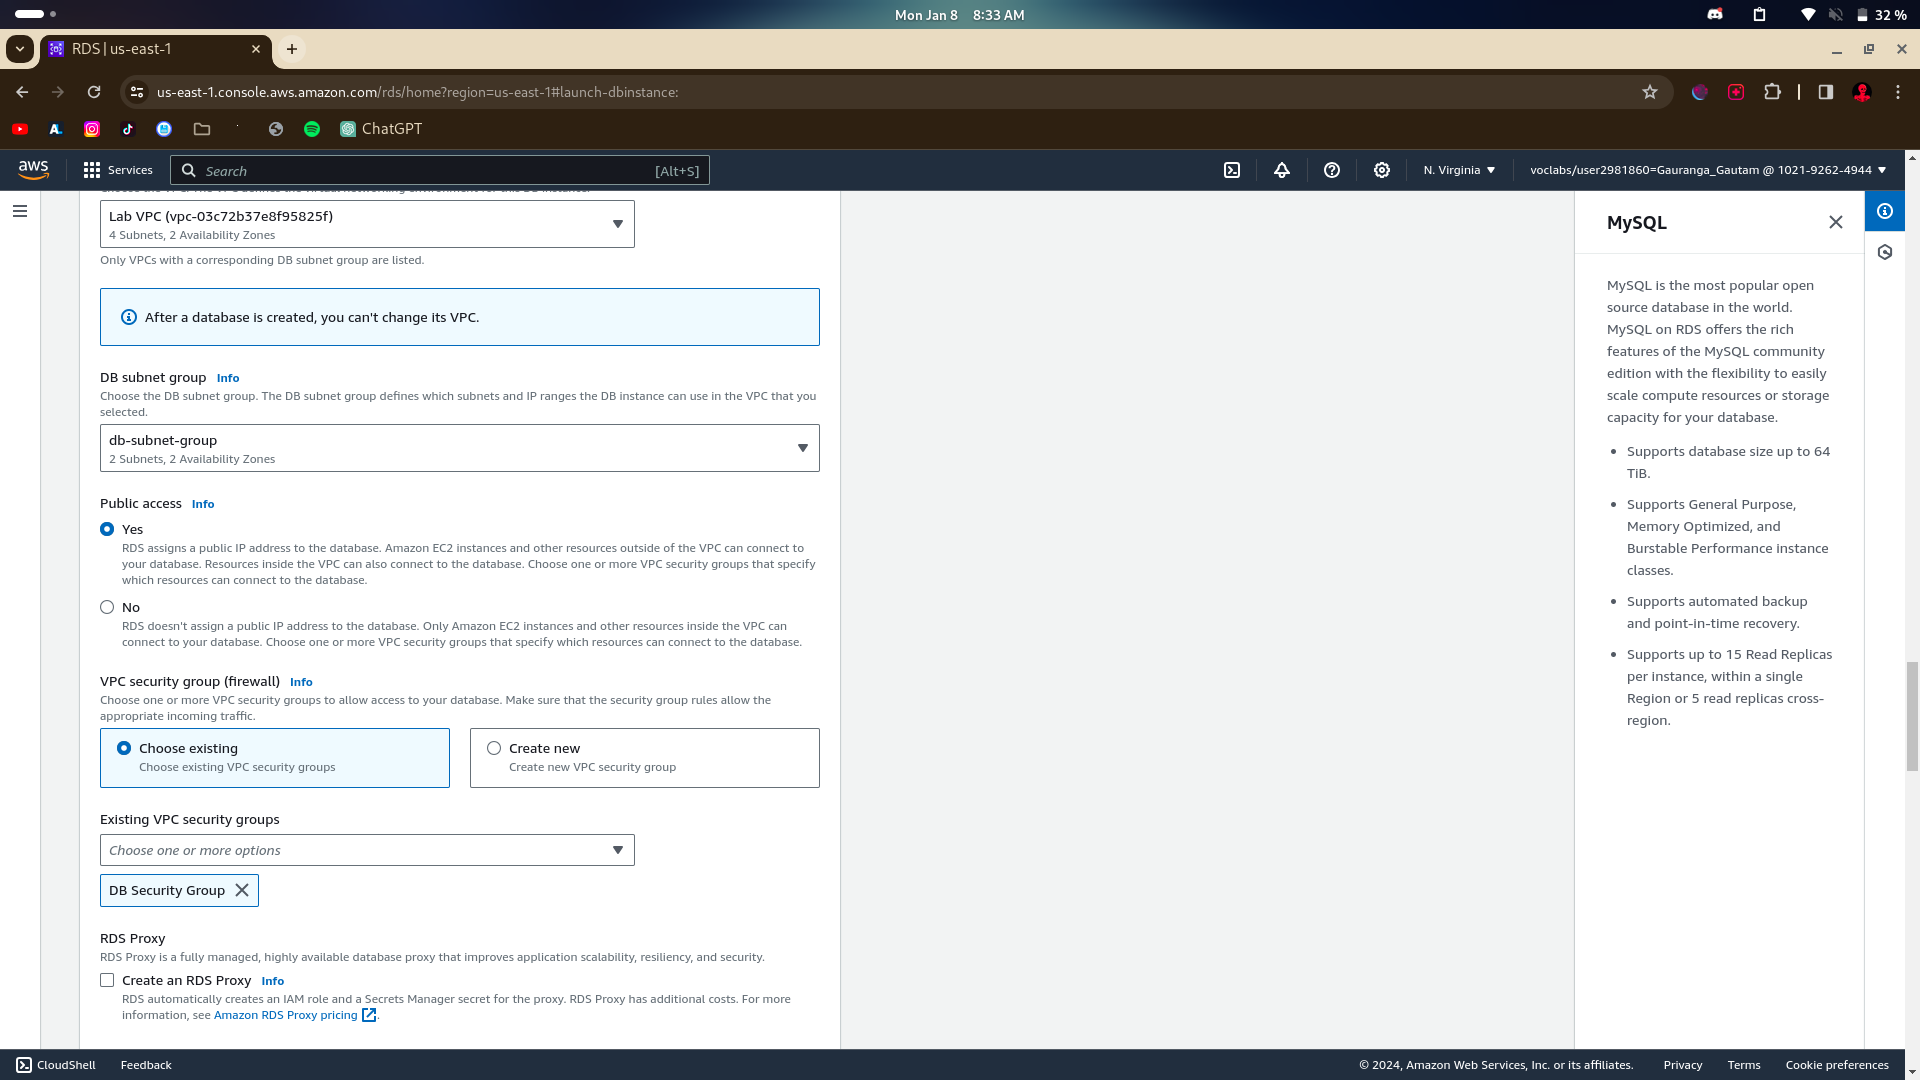 Mon Jan 8 8:33 AM
32 %
RDS | us-east-1
us-east-1.console.aws.amazon.com/rds/home?region=us-east-1#launch-dbinstance:
ChatGPT
aws
Services
Search
[Alt+S]
N. Virginia
voclabs/user2981860=Gauranga_Gautam @ 1021-9262-4944
Lab VPC (vpc-03c72b37e8f95825f)
4 Subnets, 2 Availability Zones
Only VPCs with a corresponding DB subnet group are listed.
After a database is created, you can't change its VPC.
DB subnet group Info
Choose the DB subnet group. The DB subnet group defines which subnets and IP ranges the DB instance can use in the VPC that you
selected.
db-subnet-group
2 Subnets, 2 Availability Zones
Public access Info
Yes
RDS assigns a public IP address to the database. Amazon EC2 instances and other resources outside of the VPC can connect to
your database. Resources inside the VPC can also connect to the database. Choose one or more VPC security groups that specify
which resources can connect to the database.
No
RDS doesn't assign a public IP address to the database. Only Amazon EC2 instances and other resources inside the VPC can
connect to your database. Choose one or more VPC security groups that specify which resources can connect to the database.
VPC security group (firewall) Info
Choose one or more VPC security groups to allow access to your database. Make sure that the security group rules allow the
appropriate incoming traffic.
Choose existing
Choose existing VPC security groups
Create new
Create new VPC security group
Existing VPC security groups
Choose one or more options
DB Security Group
RDS Proxy
RDS Proxy is a fully managed, highly available database proxy that improves application scalability, resiliency, and security.
Create an RDS Proxy Info
RDS automatically creates an IAM role and a Secrets Manager secret for the proxy. RDS Proxy has additional costs. For more
information, see Amazon RDS Proxy pricing.
MySQL
MySQL is the most popular open
source database in the world.
MySQL on RDS offers the rich
features of the MySQL community
edition with the flexibility to easily
scale compute resources or storage
capacity for your database.
• Supports database size up to 64
TiB.
• Supports General Purpose,
Memory Optimized, and
Burstable Performance instance
classes.
• Supports automated backup
and point-in-time recovery.
• Supports up to 15 Read Replicas
per instance, within a single
Region or 5 read replicas cross-
region.
CloudShell
Feedback
© 2024, Amazon Web Services, Inc. or its affiliates.
Privacy
Terms
Cookie preferences